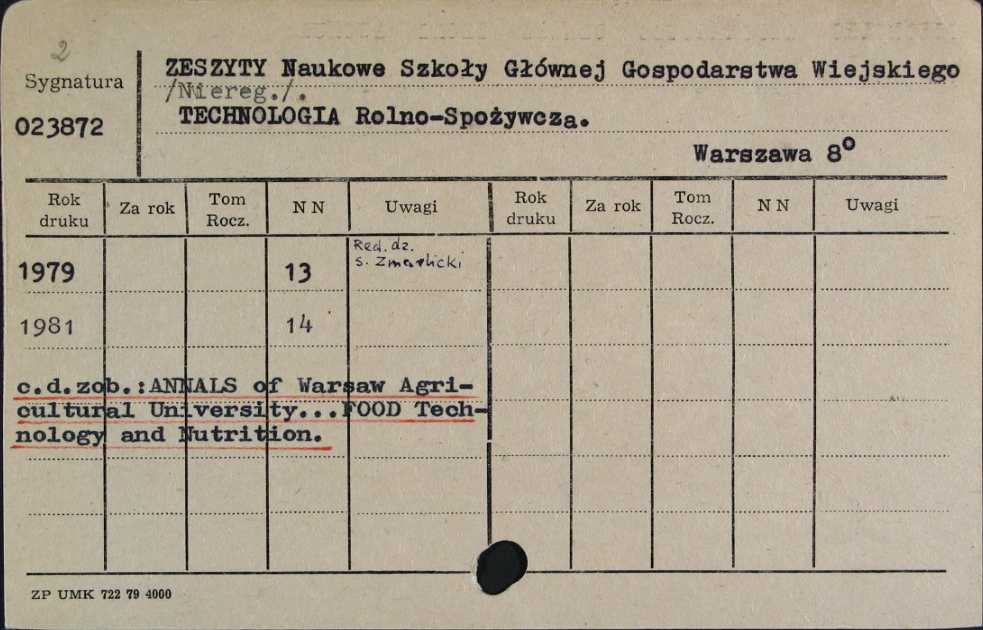 2
Sygnatura
023872
ZESZYTY Naukowe Szkoły Głównej Gospodarstwa Wiejskiego
/Niereg./.
TECHNOLOGIA Rolno-Spożywcza.
Warszawa 8°
Rok druku Za rok Tom Rocz. N N Uwagi Rok druku Za rok Tom Rocz. N N Uwagi
1979 13 Red. dz.
S. Zmarlicki
1981 14
c.d.zob.:ANNALS of Warsaw Agri-
cultural University...FOOD Tech-
nology and Nutrition.
ZP UMK 722 79 4000